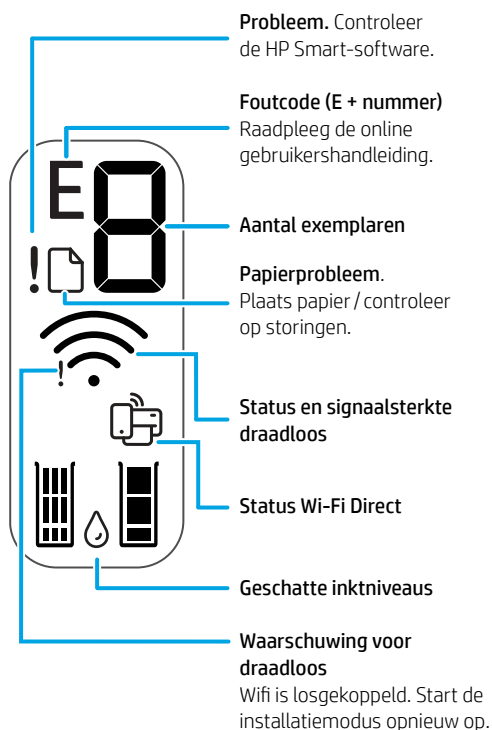 Probleem. Controleer
de HP Smart-software.
Foutcode (E + nummer)
Raadpleeg de online
gebruikershandleiding.
E 8
Aantal exemplaren
!
Papierprobleem.
Plaats papier / controleer
op storingen.
!
Status en signaalsterkte
draadloos
Status Wi-Fi Direct
Geschatte inktniveaus
Waarschuwing voor
draadloos
Wifi is losgekoppeld. Start de
installatiemodus opnieuw op.